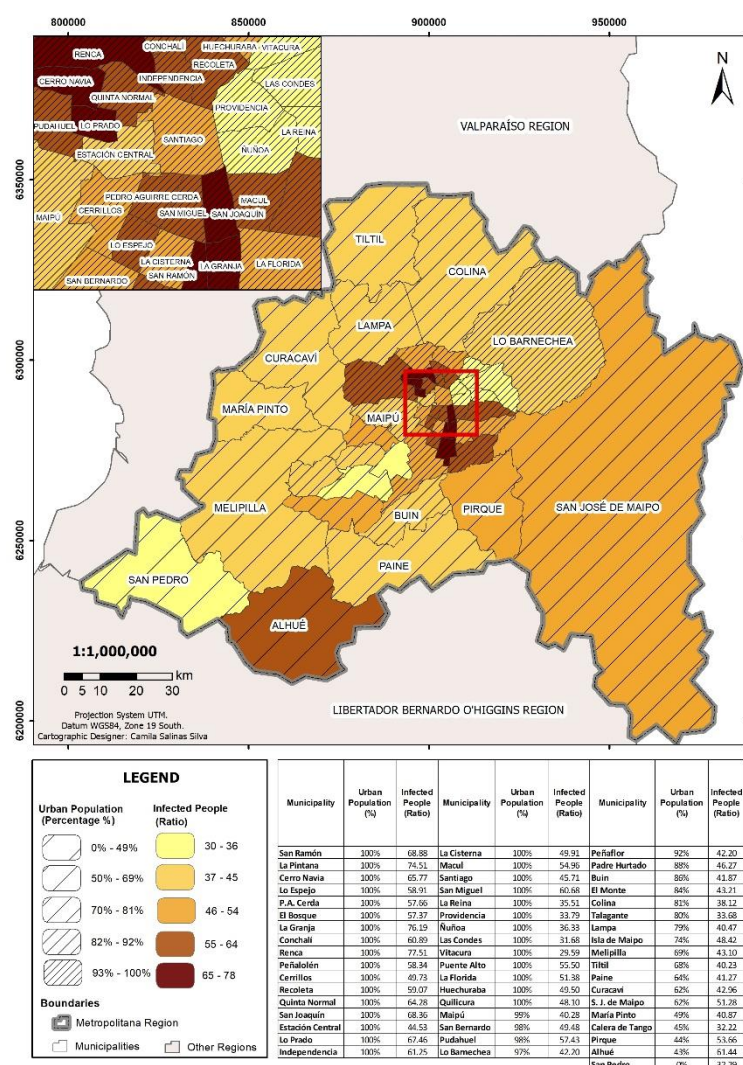 800000 850000 900000 950000
6350000
6300000
6250000
6200000
N
CONCHALÍ
HUECHURABA
VITACURA
RENCA
RECOLETA
CERRO NAVIA
INDEPENDENCIA
LAS CONDES
QUINTA NORMAL
PROVIDENCIA
PUDAHUEL
LO PRADO
SANTIAGO
LA REINA
ESTACIÓN CENTRAL
ÑUÑOA
PEDRO AGUIRRE CERDA
MACUL
MAIPÚ
CERRILLOS
SAN MIGUEL
SAN JOAQUÍN
LO ESPEJO
LA CISTERNA
LA GRANJA
LA FLORIDA
SAN BERNARDO
SAN RAMÓN
VALPARAÍSO REGION
TILTIL
COLINA
LAMPA
LO BARNECHEA
CURACAVÍ
MARÍA PINTO
MAIPÚ
MELIPILLA
BUIN
PIRQUE
SAN JOSÉ DE MAIPO
PAINE
SAN PEDRO
ALHUÉ
1:1,000,000
km
0 5 10 20 30
Projection System UTM.
Datum WGS84, Zone 19 South.
Cartographic Designer: Camila Salinas Silva
LIBERTADOR BERNARDO O'HIGGINS REGION
LEGEND
Urban Population
(Percentage %)
0% - 49%
50% - 69%
70% - 81%
82% - 92%
93% - 100%
Infected People
(Ratio)
30 - 36
37 - 45
46 - 54
55 - 64
65 - 78
Boundaries
Metropolitana Region
Municipalities
Other Regions
Municipality Urban Population (%) Infected People (Ratio) Municipality Urban Population (%) Infected People (Ratio) Municipality Urban Population (%) Infected People (Ratio)
San Ramón 100% 68.88 La Cisterna 100% 49.91 Peñaflor 92% 42.20
La Pintana 100% 74.51 Macul 100% 54.96 Padre Hurtado 88% 46.27
Cerro Navia 100% 65.77 Santiago 100% 45.71 Buin 86% 41.87
Lo Espejo 100% 58.91 San Miguel 100% 60.68 El Monte 84% 43.21
P.A. Cerda 100% 57.66 La Reina 100% 35.51 Colina 81% 38.12
El Bosque 100% 57.37 Providencia 100% 33.79 Talagante 80% 33.68
La Granja 100% 76.19 Ñuñoa 100% 36.33 Lampa 79% 40.47
Conchalí 100% 60.89 Las Condes 100% 31.68 Isla de Maipo 74% 48.42
Renca 100% 77.51 Vitacura 100% 29.59 Melipilla 69% 43.10
Peñalolén 100% 58.34 Puente Alto 100% 55.50 Tiltil 68% 40.23
Cerrillos 100% 49.73 La Florida 100% 51.38 Paine 64% 41.27
Recoleta 100% 59.07 Huechuraba 100% 49.50 Curacaví 62% 42.96
Quinta Normal 100% 64.28 Quilicura 100% 48.10 S. J. de Maipo 62% 51.28
San Joaquín 100% 68.36 Maipú 99% 40.28 María Pinto 49% 40.87
Estación Central 100% 44.53 San Bernardo 98% 49.48 Calera de Tango 45% 32.22
Lo Prado 100% 67.46 Pudahuel 98% 57.43 Pirque 44% 53.66
Independencia 100% 61.25 Lo Barnechea 97% 42.20 Alhué 43% 61.44
San Pedro 0% 32.29